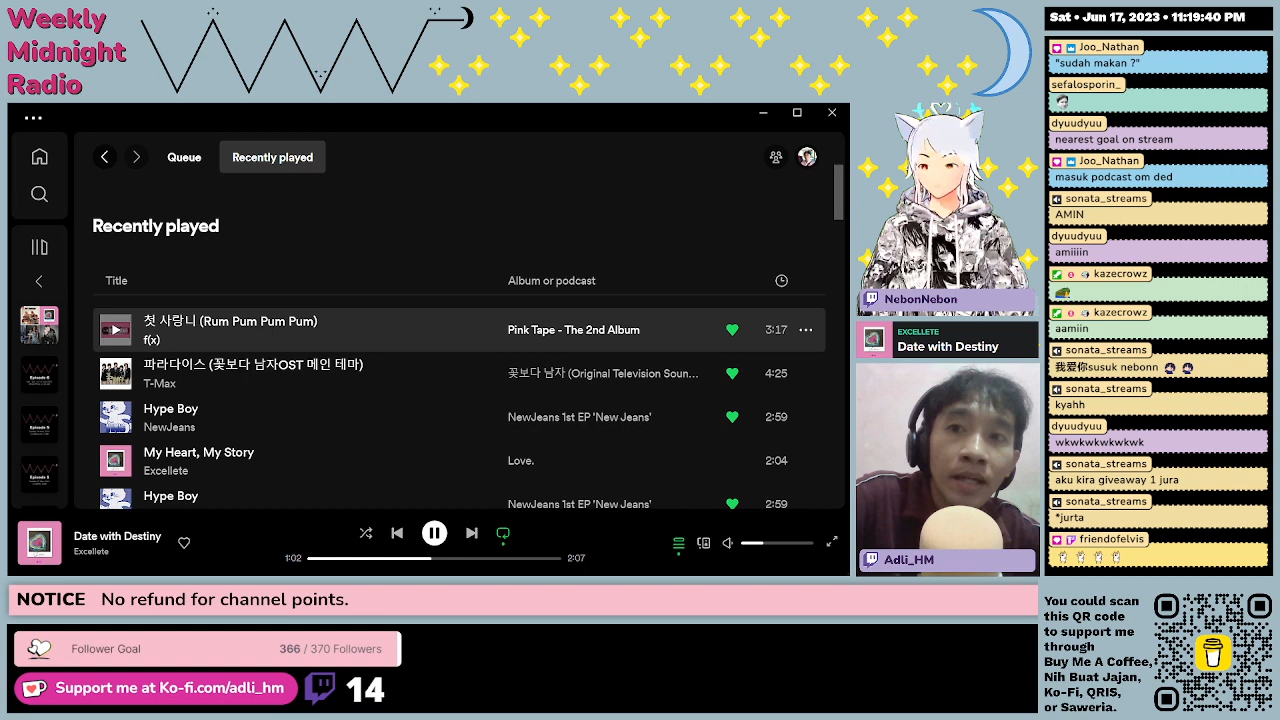 Weekly
Midnight
Radio
Sat • Jun 17, 2023 • 11:19:40 PM
Queue
Recently played
Recently played
Title
Album or podcast
첫 사랑니 (Rum Pum Pum Pum)
f(x)
Pink Tape - The 2nd Album
3:17
파라다이스 (꽃보다 남자OST 메인 테마)
T-Max
꽃보다 남자 (Original Television Soun...
4:25
Hype Boy
NewJeans
NewJeans 1st EP 'New Jeans'
2:59
My Heart, My Story
Excellete
Love.
2:04
Hype Boy
NewJeans 1st EP 'New Jeans'
2:59
Date with Destiny
Excellete
1:02
2:07
NebonNebon
EXCELLETE
Date with Destiny
Adli_HM
Joo_Nathan
"sudah makan ?"
sefalosporin_
dyuudyuu
nearest goal on stream
Joo_Nathan
masuk podcast om ded
sonata_streams
AMIN
dyuudyuu
amiiiin
kazecrowz
kazecrowz
aamiin
sonata_streams
我爱你susuk nebonn
sonata_streams
kyahh
dyuudyuu
wkwkwkwkwkwk
sonata_streams
aku kira giveaway 1 jura
sonata_streams
*jurta
friendofelvis
NOTICE No refund for channel points.
Follower Goal
366 / 370 Followers
Support me at Ko-fi.com/adli_hm
14
You could scan
this QR code
to support me
through
Buy Me A Coffee,
Nih Buat Jajan,
Ko-Fi, QRIS,
or Saweria.